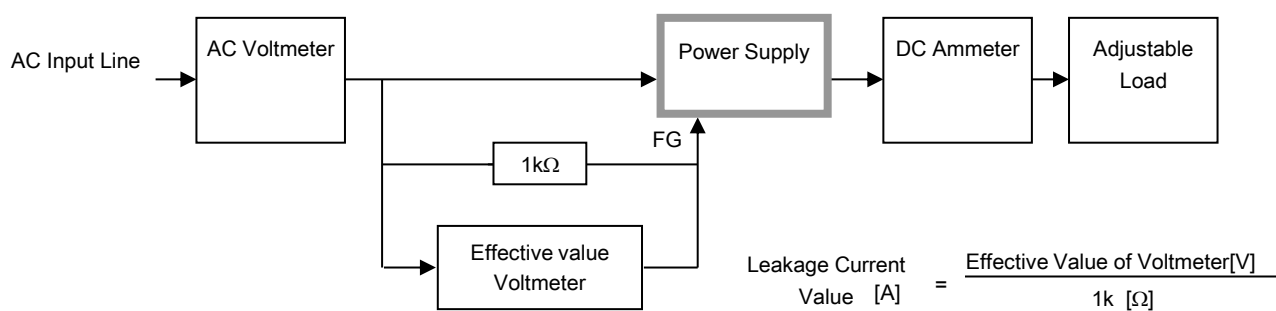 AC Input Line
AC Voltmeter
Power Supply
DC Ammeter
Adjustable
Load
FG
1kΩ
Effective value
Voltmeter
Leakage Current
Value [A]
=
Effective Value of Voltmeter[V]
1k [Ω]